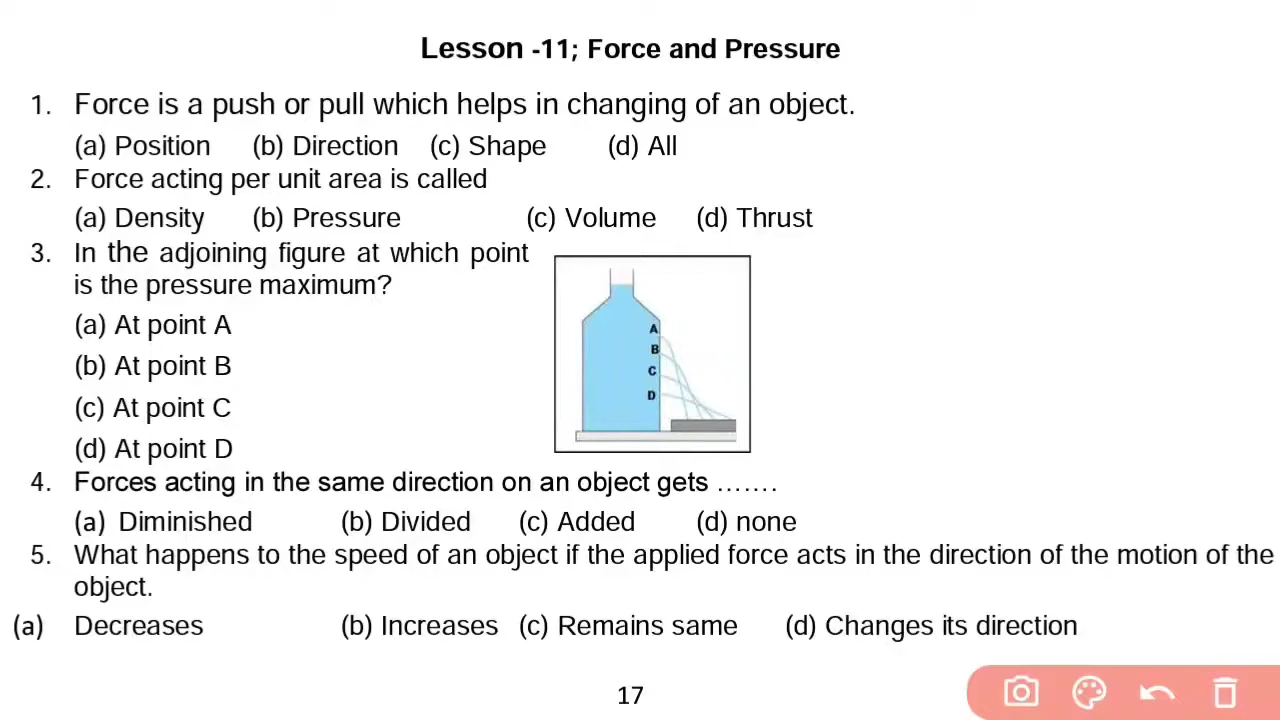 Lesson -11; Force and Pressure
1. Force is a push or pull which helps in changing of an object.
(a) Position (b) Direction (c) Shape (d) All
2. Force acting per unit area is called
(a) Density (b) Pressure (c) Volume (d) Thrust
3. In the adjoining figure at which point
is the pressure maximum?
(a) At point A
(b) At point B
(c) At point C
(d) At point D
A
B
C
D
4. Forces acting in the same direction on an object gets …….
(a) Diminished (b) Divided (c) Added (d) none
5. What happens to the speed of an object if the applied force acts in the direction of the motion of the
object.
(a) Decreases (b) Increases (c) Remains same (d) Changes its direction
17